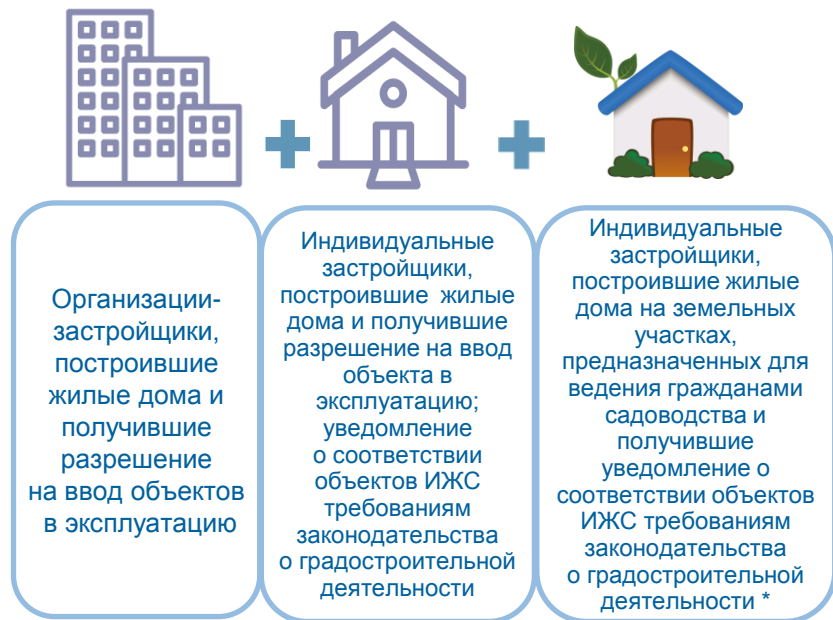 Организации-
застройщики,
построившие
жилые дома и
получившие
разрешение
на ввод объектов
в эксплуатацию
Индивидуальные
застройщики,
построившие жилые
дома и получившие
разрешение на ввод
объекта в
эксплуатацию;
уведомление
о соответствии
объектов ИЖС
требованиям
законодательства
о градостроительной
деятельности
Индивидуальные
застройщики,
построившие жилые
дома на земельных
участках,
предназначенных для
ведения гражданами
садоводства и
получившие
уведомление о
соответствии объектов
ИЖС требованиям
законодательства
о градостроительной
деятельности *